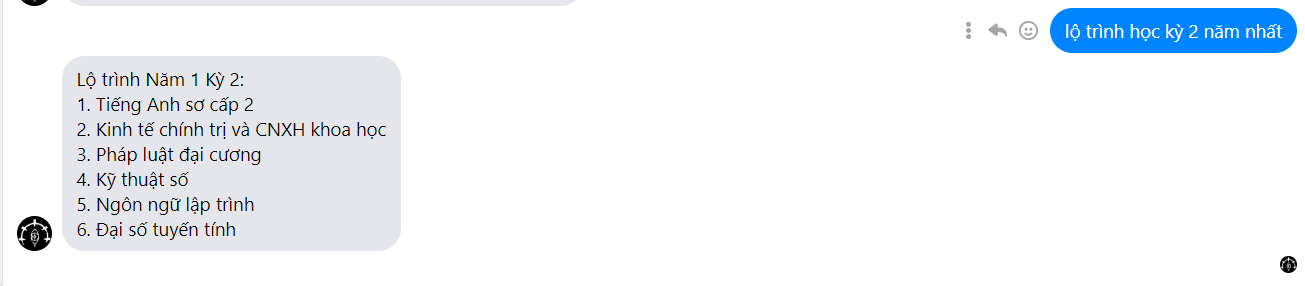 lộ trình học kỳ 2 năm nhất
Lộ trình Năm 1 Kỳ 2:
1. Tiếng Anh sơ cấp 2
2. Kinh tế chính trị và CNXH khoa học
3. Pháp luật đại cương
4. Kỹ thuật số
5. Ngôn ngữ lập trình
6. Đại số tuyến tính